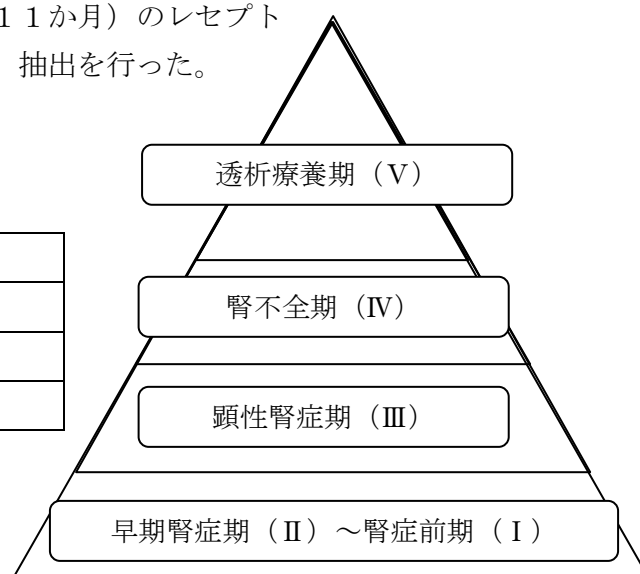 １１か月）のレセプト
抽出を行った。
透析療養期（Ⅴ）
腎不全期（Ⅳ）
顕性腎症期（Ⅲ）
早期腎症期（Ⅱ）～腎症前期（Ⅰ）